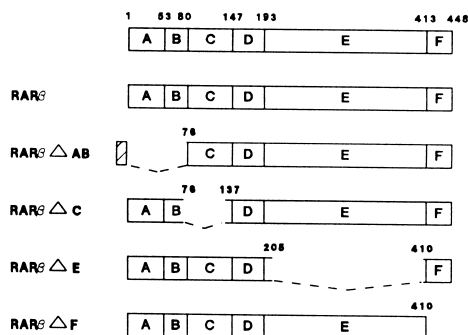 1 53 80 147 193 413 448
A B C D E F
RARβ A B C D E F
76
RARβ △ AB C D E F
76 137
RARβ △ C A B D E F
205 410
RARβ △ E A B C D F
410
RARβ △ F A B C D E